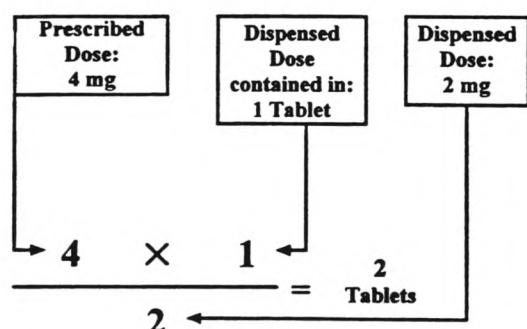 Prescribed
Dose:
4 mg
Dispensed
Dose
contained in:
1 Tablet
Dispensed
Dose:
2 mg
4 × 1
= 2
Tablets
2